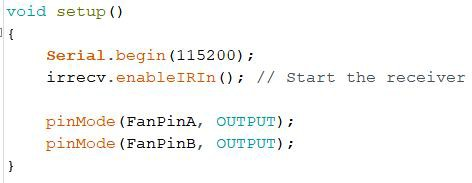 void setup()
{
Serial.begin(115200);
irrecv.enableIRIn(); // Start the receiver
pinMode(FanPinA, OUTPUT);
pinMode(FanPinB, OUTPUT);
}